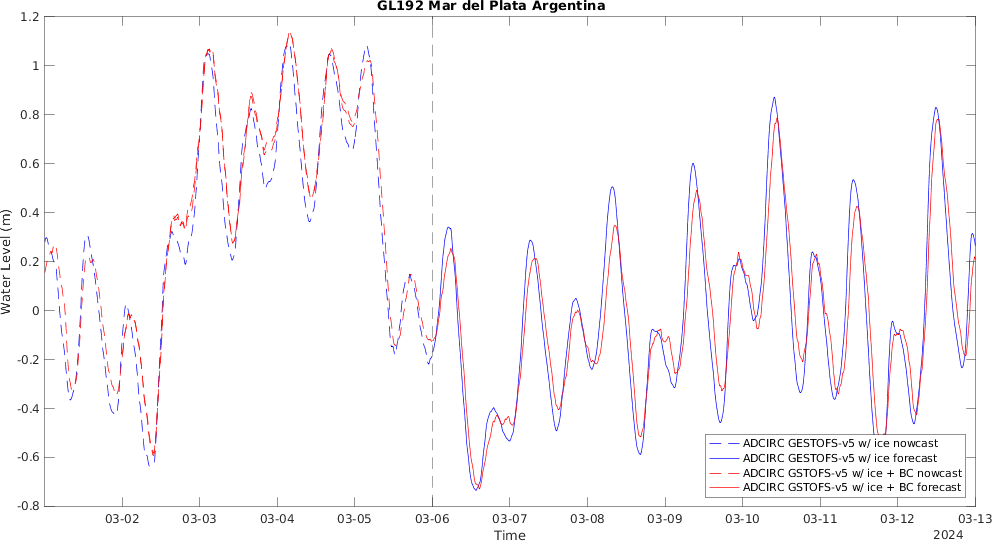 GL192 Mar del Plata Argentina
1.2
1
0.8
0.6
0.4
0.2
0
-0.2
-0.4
-0.6
-0.8
Water Level (m)
ADCIRC GESTOFS-v5 w/ ice nowcast
ADCIRC GESTOFS-v5 w/ ice forecast
ADCIRC GSTOFS-v5 w/ ice + BC nowcast
ADCIRC GSTOFS-v5 w/ ice + BC forecast
03-02 03-03 03-04 03-05 03-06 03-07 03-08 03-09 03-10 03-11 03-12 03-13
Time
2024